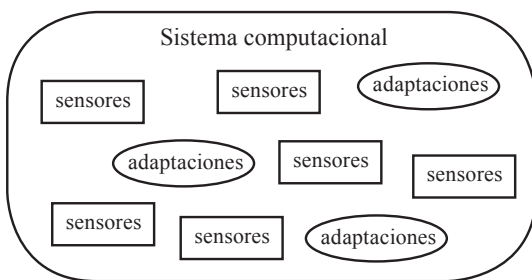 Sistema computacional
sensores
sensores
adaptaciones
adaptaciones
sensores
sensores
sensores
sensores
adaptaciones